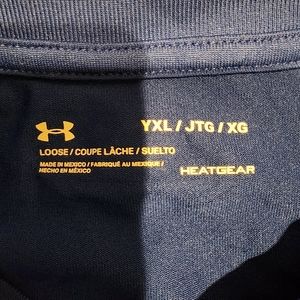 YXL / JTG / XG
LOOSE / COUPE LÂCHE / SUELTO
MADE IN MEXICO / FABRIQUÉ AU MEXIQUE /
HECHO EN MÉXICO
HEATGEAR